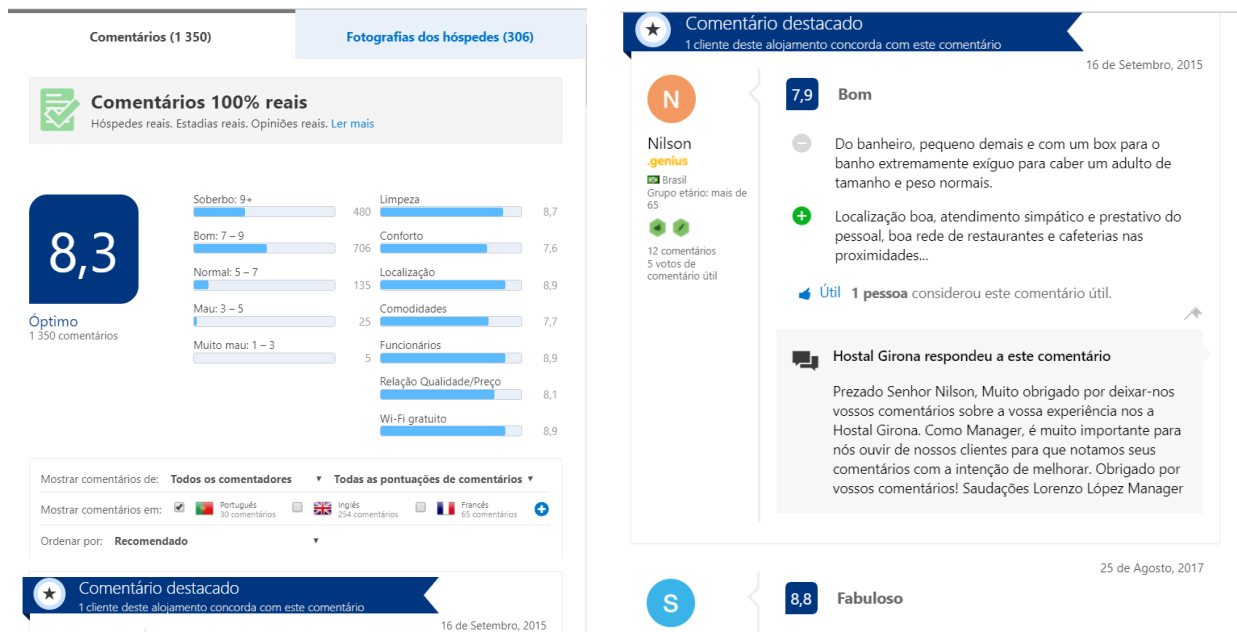 Comentários (1 350)
Fotografias dos hóspedes (306)
Comentários 100% reais
Hóspedes reais. Estadias reais. Opiniões reais. Ler mais
8,3
Óptimo
1 350 comentários
Soberbo: 9+
480
Bom: 7 – 9
706
Normal: 5 – 7
135
Mau: 3 – 5
25
Muito mau: 1 – 3
5
Limpeza
8,7
Conforto
7,6
Localização
8,9
Comodidades
7,7
Funcionários
8,9
Relação Qualidade/Preço
8,1
Wi-Fi gratuito
8,9
Mostrar comentários de: Todos os comentadores Todas as pontuações de comentários
Mostrar comentários em: Português 30 comentários Inglês 254 comentários Francês 65 comentários
Ordenar por: Recomendado
Comentário destacado
1 cliente deste alojamento concorda com este comentário
16 de Setembro, 2015
Comentário destacado
1 cliente deste alojamento concorda com este comentário
16 de Setembro, 2015
N
Nilson
.genius
Brasil
Grupo etário: mais de
65
12 comentários
5 votos de
comentário útil
7,9 Bom
Do banheiro, pequeno demais e com um box para o
banho extremamente exíguo para caber um adulto de
tamanho e peso normais.
Localização boa, atendimento simpático e prestativo do
pessoal, boa rede de restaurantes e cafeterias nas
proximidades...
Útil 1 pessoa considerou este comentário útil.
Hostal Girona respondeu a este comentário
Prezado Senhor Nilson, Muito obrigado por deixar-nos
vossos comentários sobre a vossa experiência nos a
Hostal Girona. Como Manager, é muito importante para
nós ouvir de nossos clientes para que notamos seus
comentários com a intenção de melhorar. Obrigado por
vossos comentários! Saudações Lorenzo López Manager
25 de Agosto, 2017
S
8,8 Fabuloso